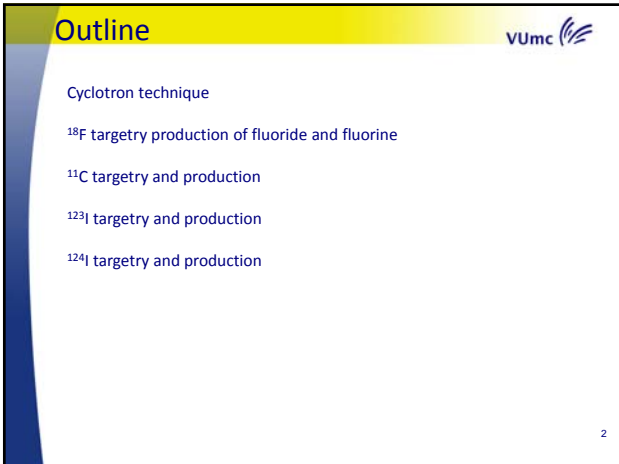 Outline
VUmc
Cyclotron technique
¹⁸F targetry production of fluoride and fluorine
¹¹C targetry and production
¹²³I targetry and production
¹²⁴I targetry and production
2